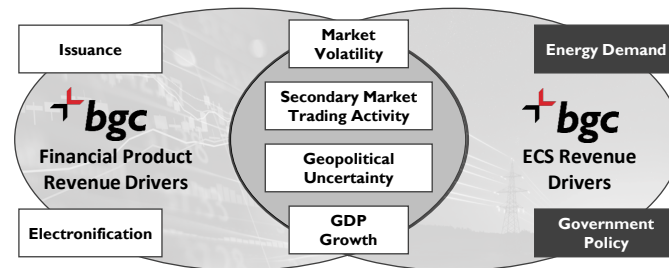 Issuance
bgc
Financial Product
Revenue Drivers
Electronification
Market
Volatility
Secondary Market
Trading Activity
Geopolitical
Uncertainty
GDP
Growth
Energy Demand
bgc
ECS Revenue
Drivers
Government
Policy